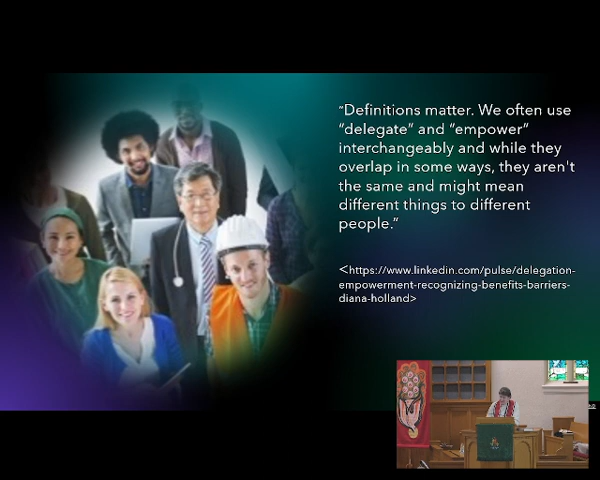 “Definitions matter. We often use
“delegate” and “empower”
interchangeably and while they
overlap in some ways, they aren't
the same and might mean
different things to different
people.”
<https://www.linkedin.com/pulse/delegation-
empowerment-recognizing-benefits-barriers-
diana-holland>